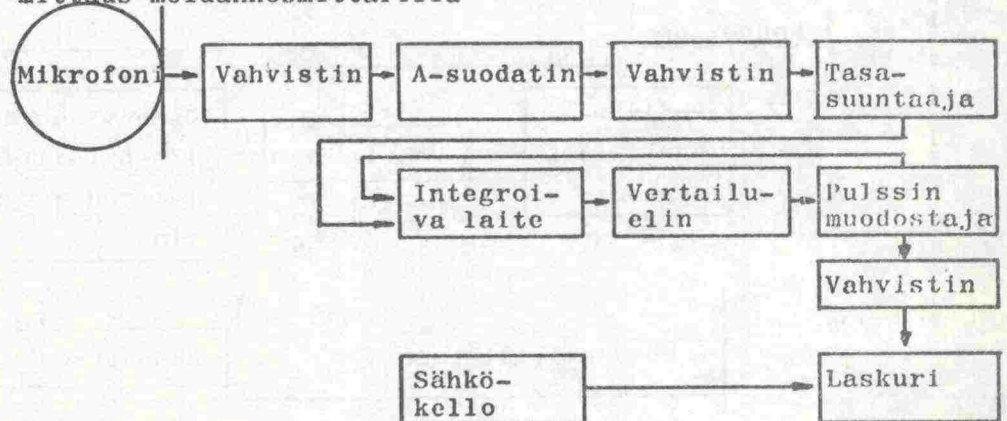 Mikrofoni
Vahvistin
A-suodatin
Vahvistin
Tasa-
suuntaaja
Integroi-
va laite
Vertailu-
elin
Pulssin
muodostaja
Vahvistin
Sähkö-
kello
Laskuri